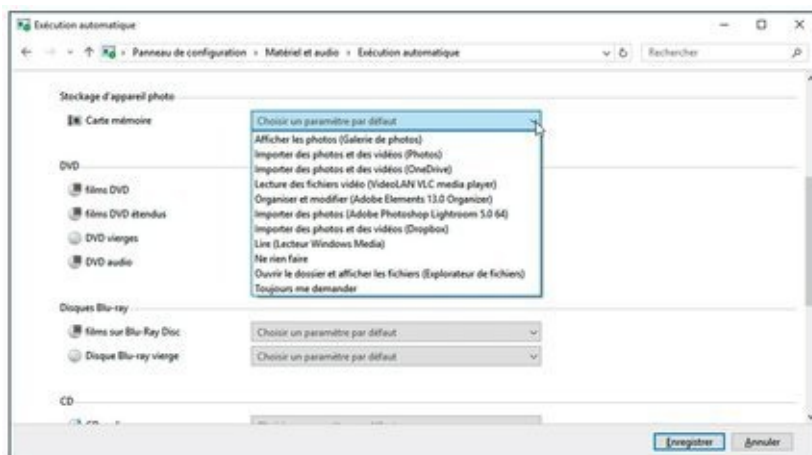 Exécution automatique
Panneau de configuration › Matériel et audio › Exécution automatique
Rechercher
Stockage d'appareil photo
Carte mémoire
Choisir un paramètre par défaut
Afficher les photos (Galerie de photos)
Importer des photos et des vidéos (Photos)
Importer des photos et des vidéos (OneDrive)
Lecture des fichiers vidéo (VideoLAN VLC media player)
Organiser et modifier (Adobe Elements 13.0 Organizer)
Importer des photos (Adobe Photoshop Lightroom 5.0 64)
Importer des photos et des vidéos (Dropbox)
Lire (Lecteur Windows Media)
Ne rien faire
Ouvrir le dossier et afficher les fichiers (Explorateur de fichiers)
Toujours me demander
DVD
films DVD
films DVD étendus
DVD vierges
DVD audio
Disques Blu-ray
films sur Blu-Ray Disc
Choisir un paramètre par défaut
Disque Blu-ray vierge
Choisir un paramètre par défaut
CD
Enregistrer
Annuler